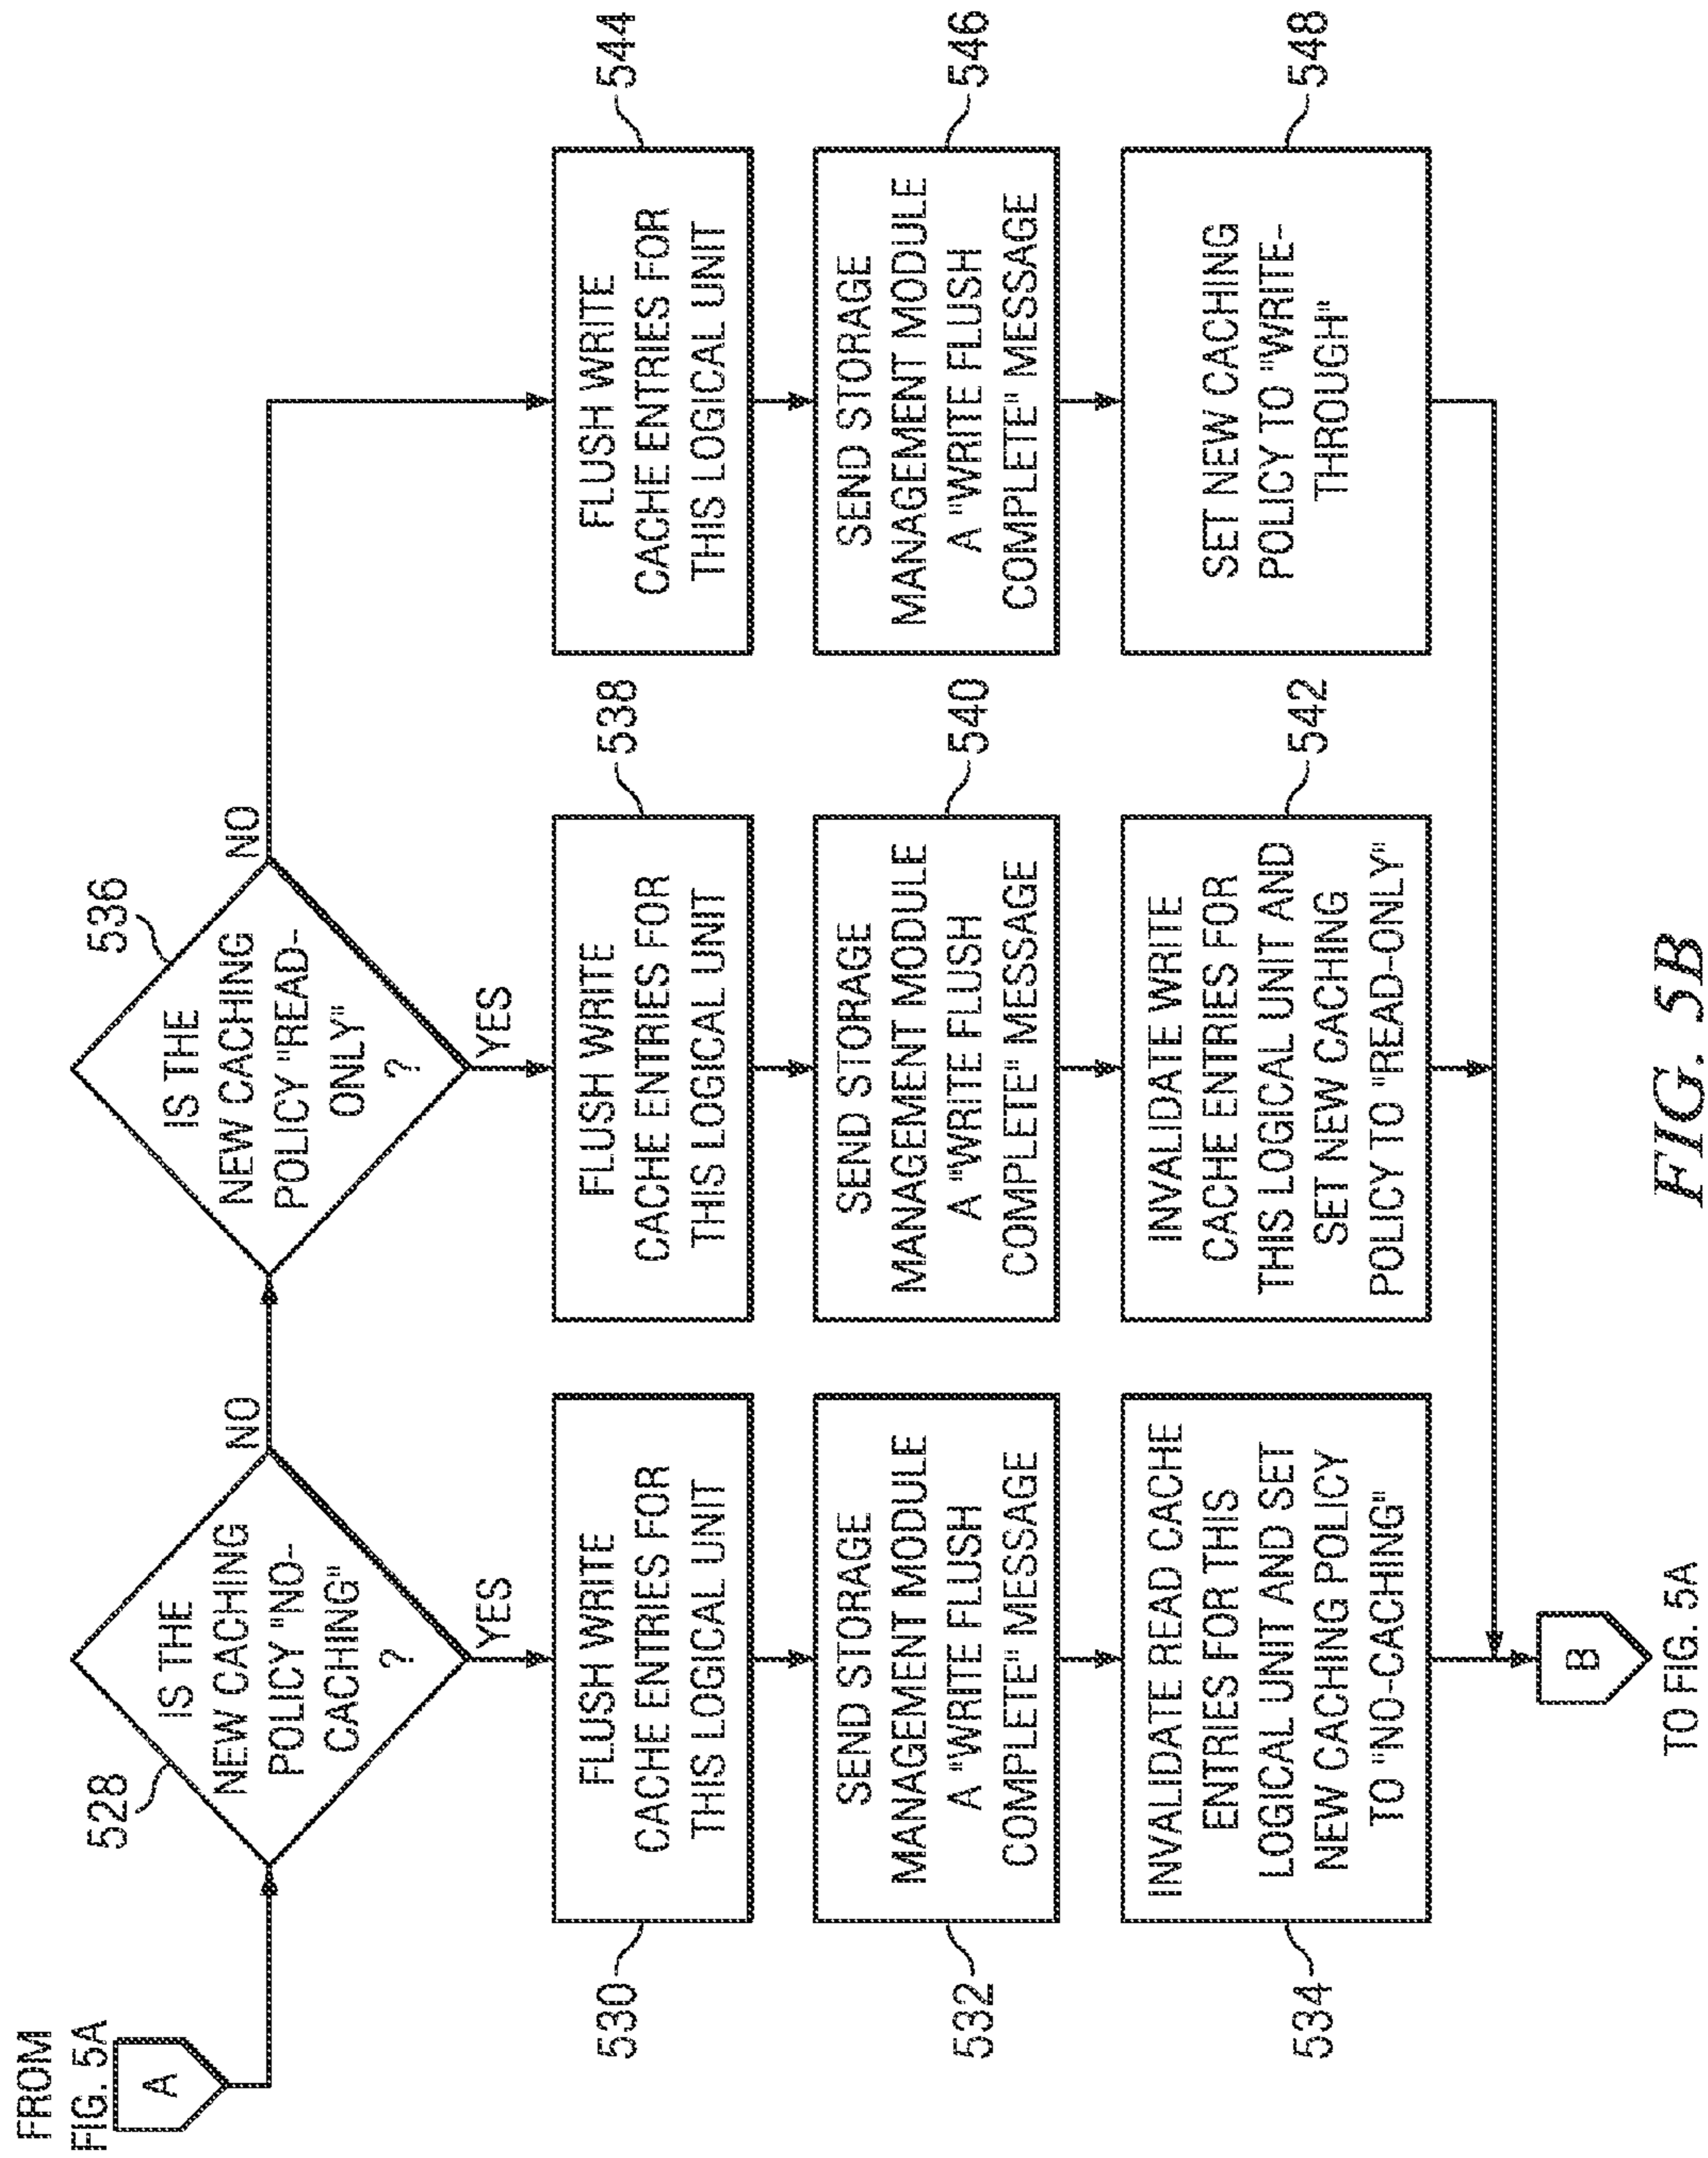 FROM
FIG. 5A
A
528
IS THE
NEW CACHING
POLICY "NO-
CACHING"
?
NO
YES
536
IS THE
NEW CACHING
POLICY "READ-
ONLY"
?
NO
YES
530
FLUSH WRITE
CACHE ENTRIES FOR
THIS LOGICAL UNIT
532
SEND STORAGE
MANAGEMENT MODULE
A "WRITE FLUSH
COMPLETE" MESSAGE
534
INVALIDATE READ CACHE
ENTRIES FOR THIS
LOGICAL UNIT AND SET
NEW CACHING POLICY
TO "NO-CACHING"
538
FLUSH WRITE
CACHE ENTRIES FOR
THIS LOGICAL UNIT
540
SEND STORAGE
MANAGEMENT MODULE
A "WRITE FLUSH
COMPLETE" MESSAGE
542
INVALIDATE WRITE
CACHE ENTRIES FOR
THIS LOGICAL UNIT AND
SET NEW CACHING
POLICY TO "READ-ONLY"
544
FLUSH WRITE
CACHE ENTRIES FOR
THIS LOGICAL UNIT
546
SEND STORAGE
MANAGEMENT MODULE
A "WRITE FLUSH
COMPLETE" MESSAGE
548
SET NEW CACHING
POLICY TO "WRITE-
THROUGH"
B
TO FIG. 5A
FIG. 5B